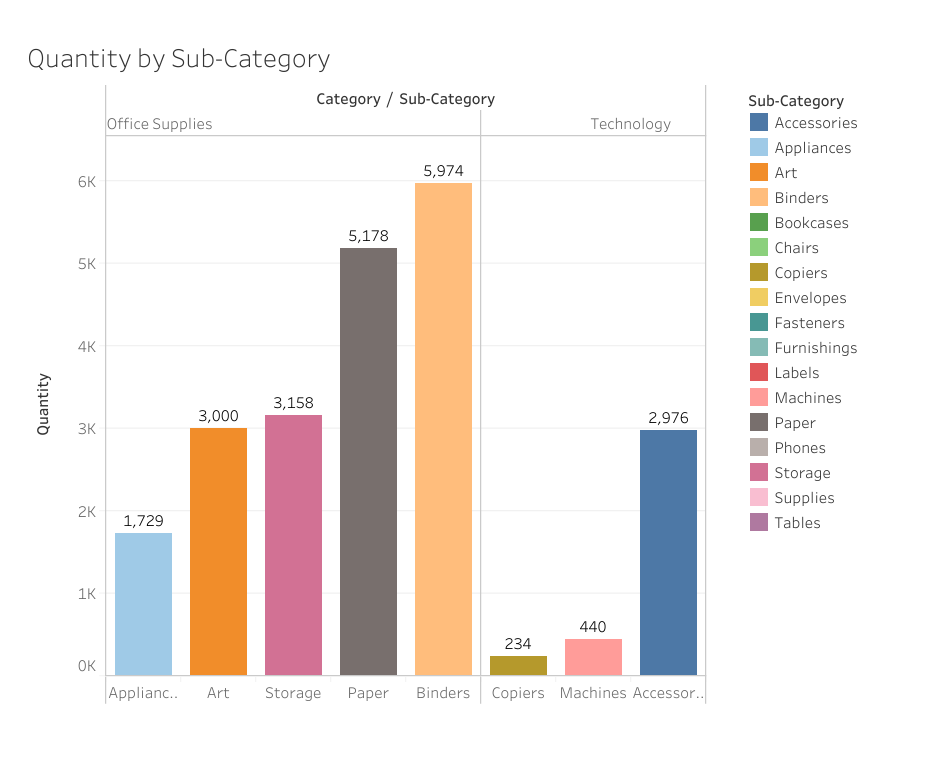 Quantity by Sub-Category
Category / Sub-Category
Office Supplies Technology
Quantity
6K
5K
4K
3K
2K
1K
0K
1,729
3,000
3,158
5,178
5,974
234
440
2,976
Applianc.. Art Storage Paper Binders Copiers Machines Accessor..
Sub-Category
Accessories
Appliances
Art
Binders
Bookcases
Chairs
Copiers
Envelopes
Fasteners
Furnishings
Labels
Machines
Paper
Phones
Storage
Supplies
Tables